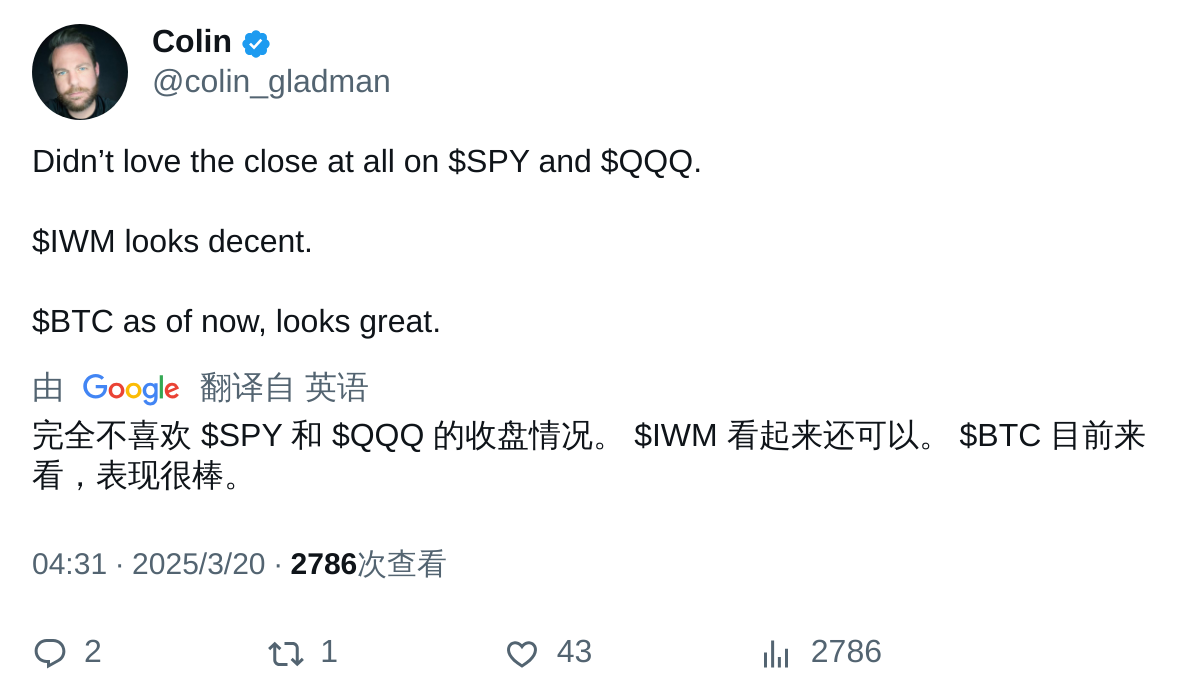 Colin
@colin_gladman
Didn’t love the close at all on $SPY and $QQQ.
$IWM looks decent.
$BTC as of now, looks great.
由 Google 翻译自 英语
完全不喜欢 $SPY 和 $QQQ 的收盘情况。 $IWM 看起来还可以。 $BTC 目前来
看，表现很棒。
04:31 · 2025/3/20 · 2786次查看
2 1 43 2786